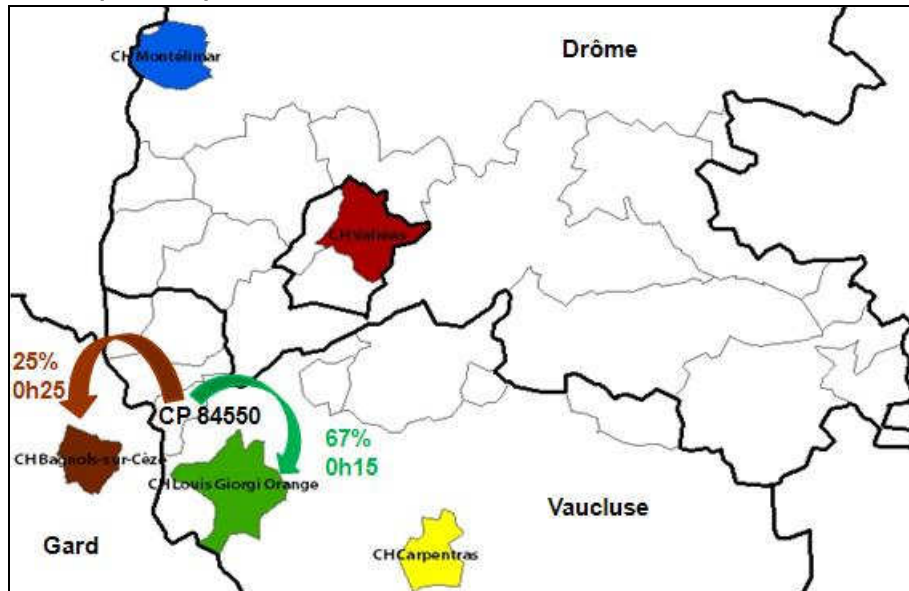 CH Montélimar
Drôme
CH Valréas
25%
0h25
CP 84550
67%
0h15
CH Bagnols-sur-Cèze
CH Louis Giorgi Orange
Vaucluse
Gard
CH Carpentras